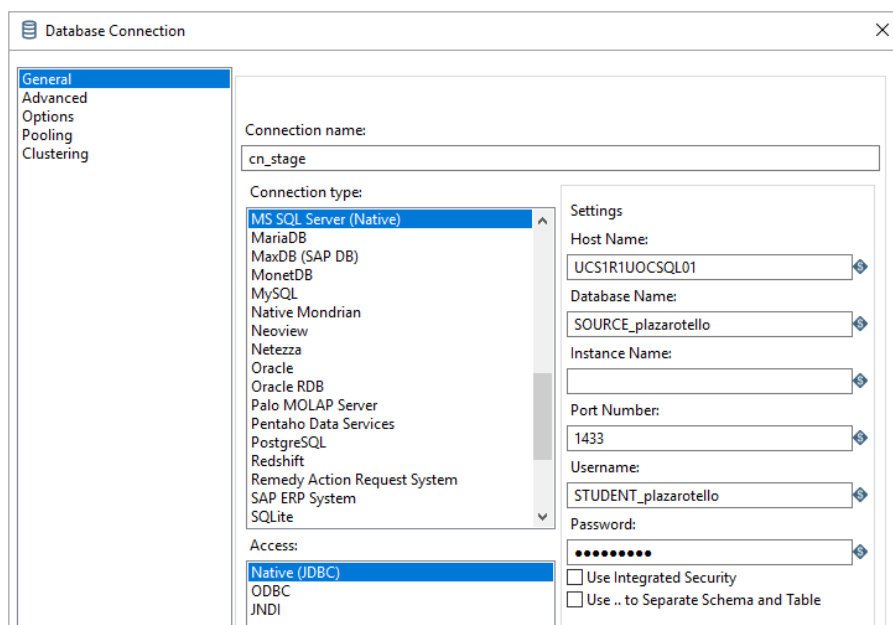 Database Connection
General
Advanced
Options
Pooling
Clustering
Connection name:
cn_stage
Connection type:
MS SQL Server (Native)
MariaDB
MaxDB (SAP DB)
MonetDB
MySQL
Native Mondrian
Neoview
Netezza
Oracle
Oracle RDB
Palo MOLAP Server
Pentaho Data Services
PostgreSQL
Redshift
Remedy Action Request System
SAP ERP System
SQLite
Access:
Native (JDBC)
ODBC
JNDI
Settings
Host Name:
UCS1R1UOCSQL01
Database Name:
SOURCE_plazarotello
Instance Name:
Port Number:
1433
Username:
STUDENT_plazarotello
Password:
●●●●●●●●●
Use Integrated Security
Use .. to Separate Schema and Table